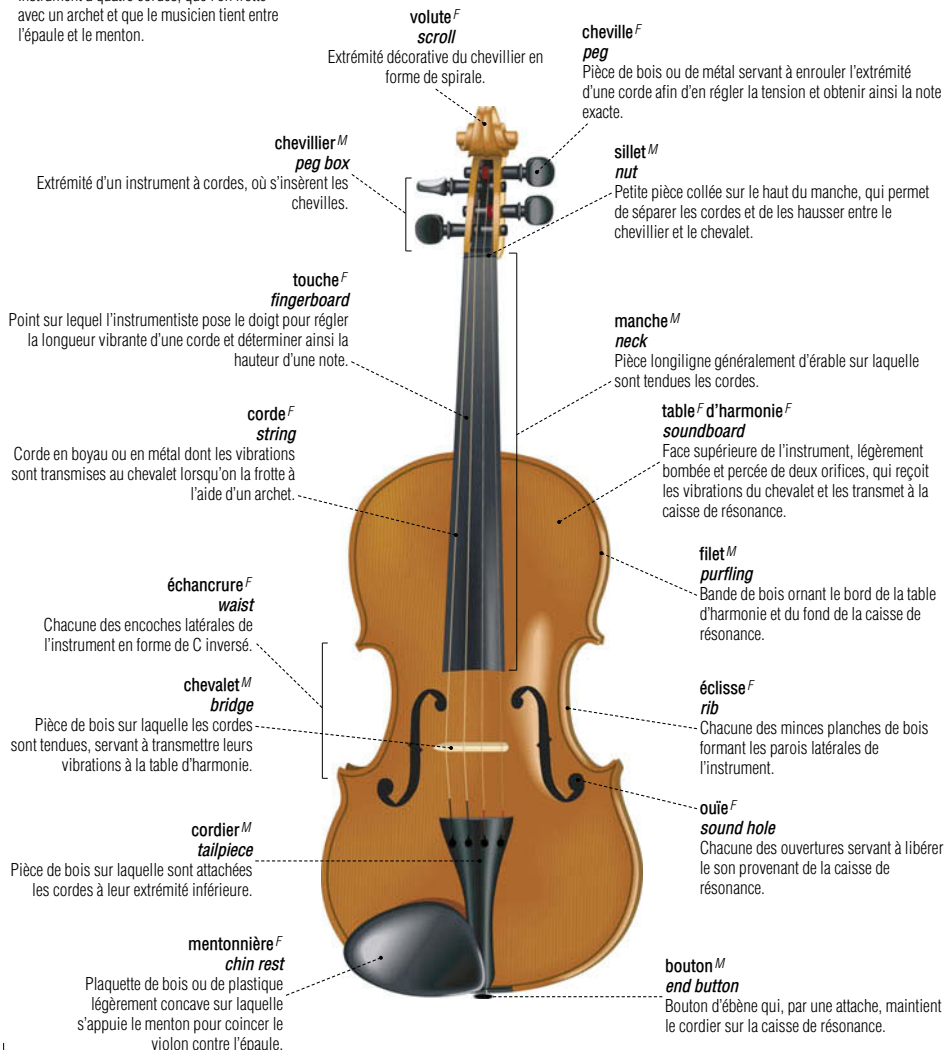 avec un archet et que le musicien tient entre
l’épaule et le menton.
volute F
scroll
Extrémité décorative du chevillier en
forme de spirale.
cheville F
peg
Pièce de bois ou de métal servant à enrouler l’extrémité
d’une corde afin d’en régler la tension et obtenir ainsi la note
exacte.
chevillier M
peg box
Extrémité d’un instrument à cordes, où s’insèrent les
chevilles.
sillet M
nut
Petite pièce collée sur le haut du manche, qui permet
de séparer les cordes et de les hausser entre le
chevillier et le chevalet.
touche F
fingerboard
Point sur lequel l’instrumentiste pose le doigt pour régler
la longueur vibrante d’une corde et déterminer ainsi la
hauteur d’une note.
manche M
neck
Pièce longiligne généralement d’érable sur laquelle
sont tendues les cordes.
corde F
string
Corde en boyau ou en métal dont les vibrations
sont transmises au chevalet lorsqu’on la frotte à
l’aide d’un archet.
table F d’harmonie F
soundboard
Face supérieure de l’instrument, légèrement
bombée et percée de deux orifices, qui reçoit
les vibrations du chevalet et les transmet à la
caisse de résonance.
filet M
purfling
Bande de bois ornant le bord de la table
d’harmonie et du fond de la caisse de
résonance.
échancrure F
waist
Chacune des encoches latérales de
l’instrument en forme de C inversé.
chevalet M
bridge
Pièce de bois sur laquelle les cordes
sont tendues, servant à transmettre leurs
vibrations à la table d’harmonie.
éclisse F
rib
Chacune des minces planches de bois
formant les parois latérales de
l’instrument.
ouïe F
sound hole
Chacune des ouvertures servant à libérer
le son provenant de la caisse de
résonance.
cordier M
tailpiece
Pièce de bois sur laquelle sont attachées
les cordes à leur extrémité inférieure.
mentonnière F
chin rest
Plaquette de bois ou de plastique
légèrement concave sur laquelle
s’appuie le menton pour coincer le
violon contre l’épaule.
bouton M
end button
Bouton d’ébène qui, par une attache, maintient
le cordier sur la caisse de résonance.